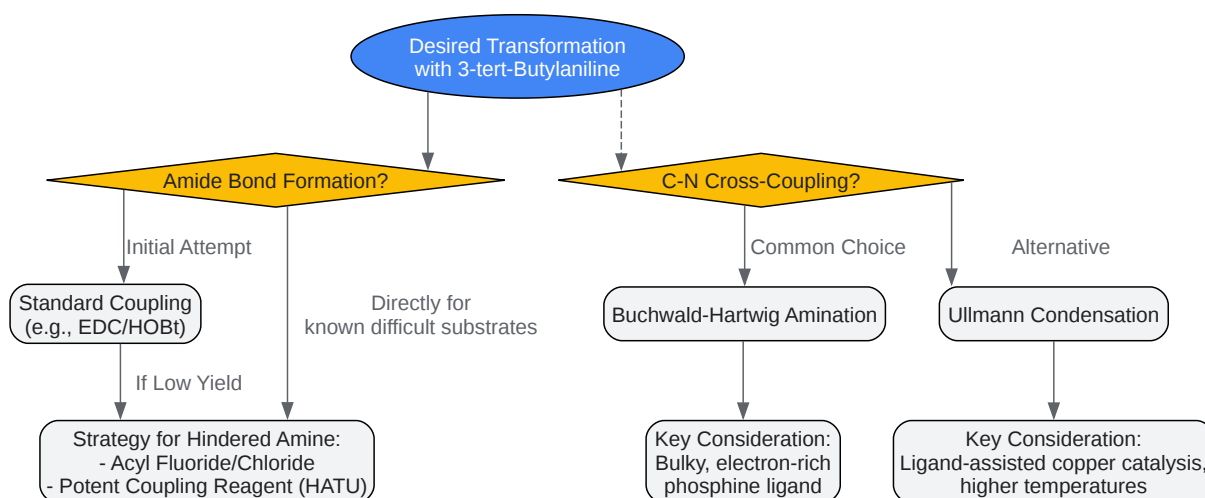 Desired Transformation
with 3-tert-Butylaniline
Amide Bond Formation?
C-N Cross-Coupling?
Initial Attempt
Directly for
known difficult substrates
Common Choice
Alternative
Standard Coupling
(e.g., EDC/HOBt)
Buchwald-Hartwig Amination
Ullmann Condensation
If Low Yield
Strategy for Hindered Amine:
- Acyl Fluoride/Chloride
- Potent Coupling Reagent (HATU)
Key Consideration:
Bulky, electron-rich
phosphine ligand
Key Consideration:
Ligand-assisted copper catalysis,
higher temperatures